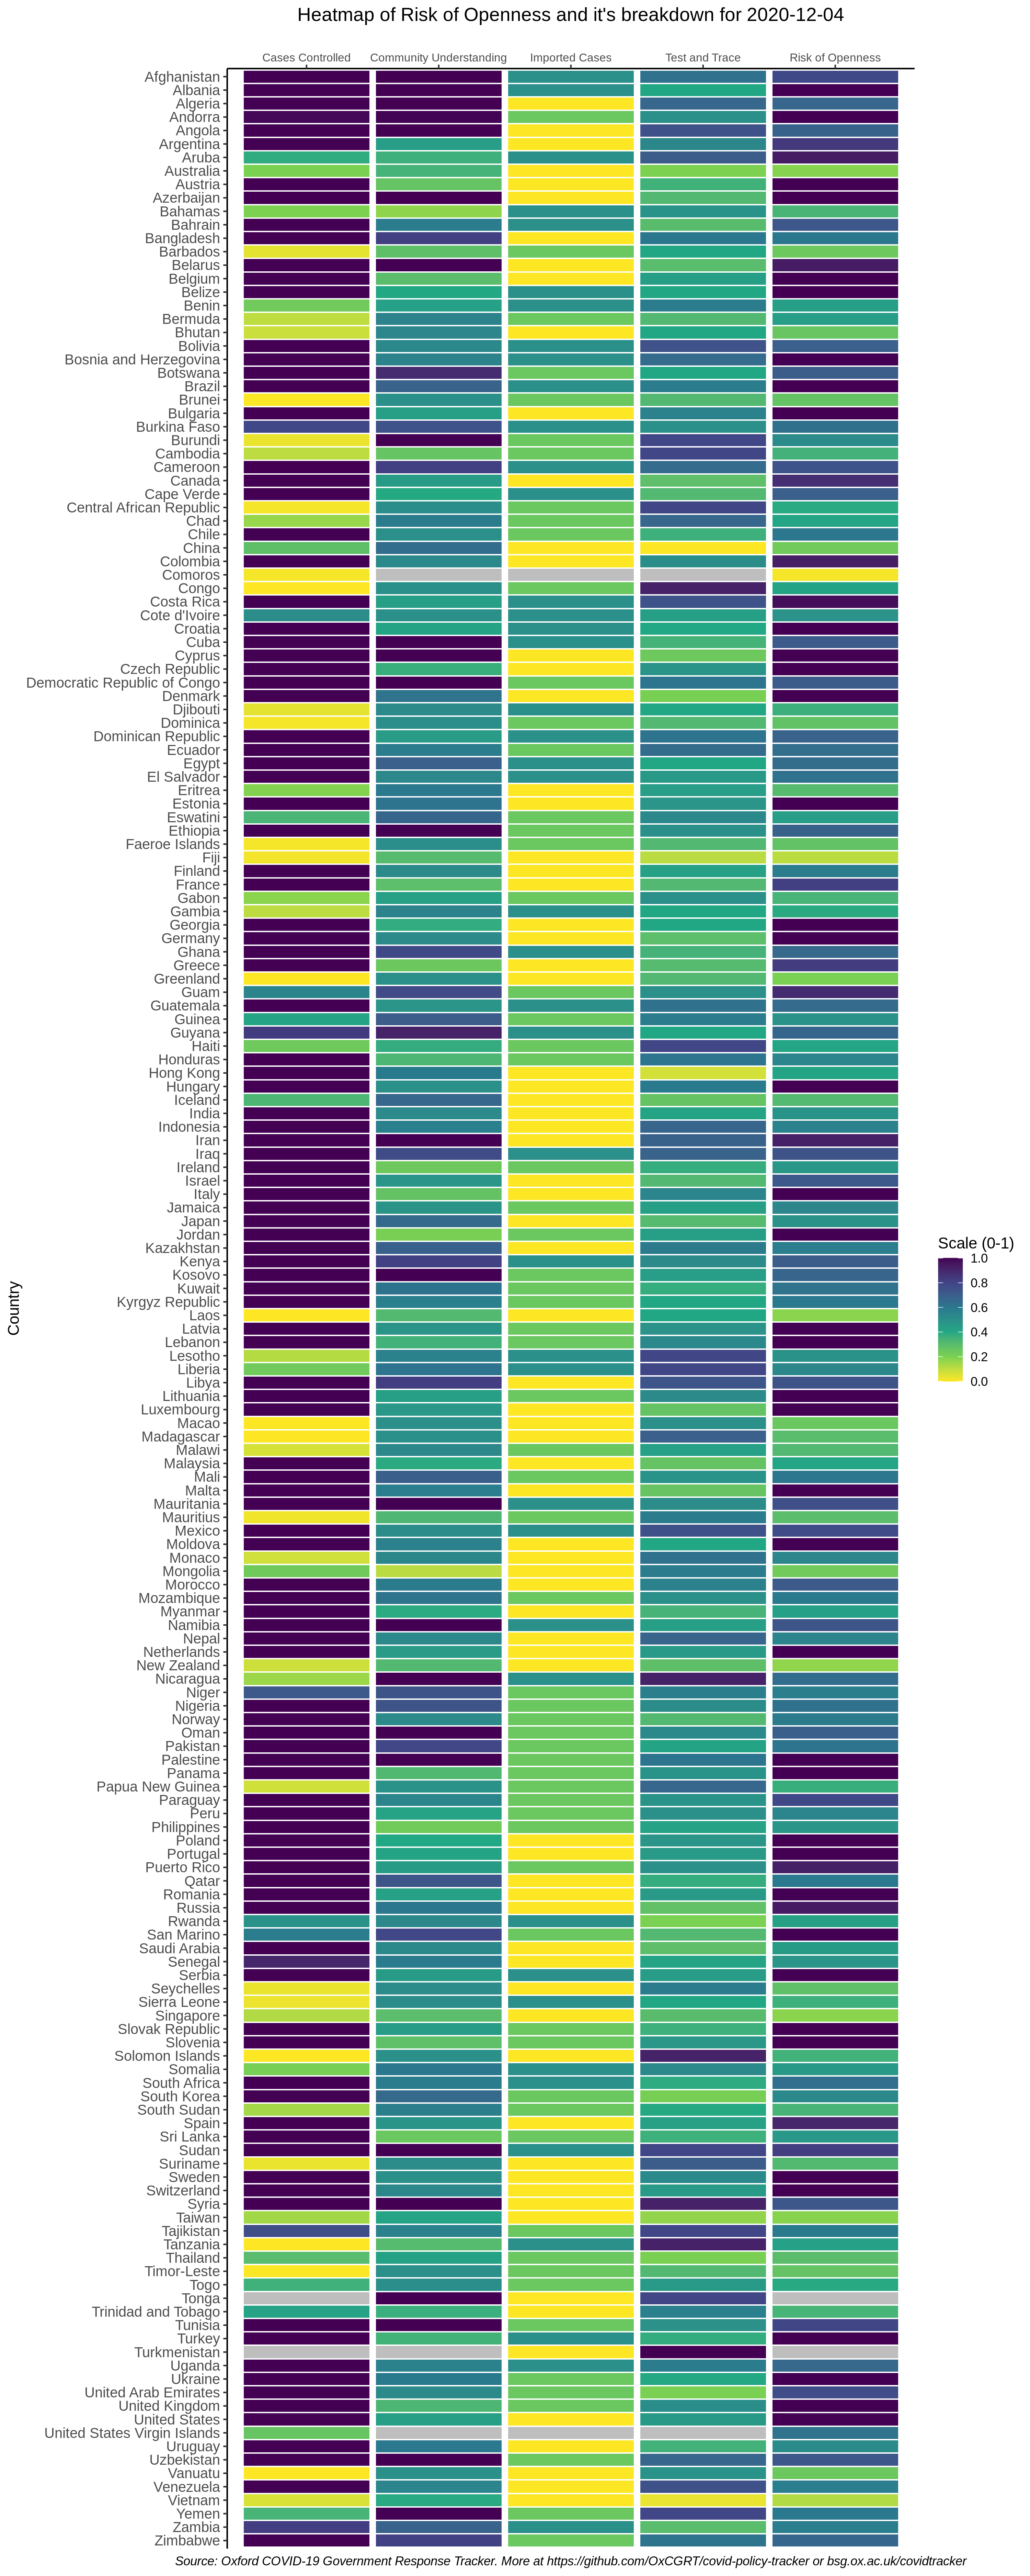 Heatmap of Risk of Openness and it's breakdown for 2020-12-04
Cases Controlled Community Understanding Imported Cases Test and Trace Risk of Openness
Afghanistan
Albania
Algeria
Andorra
Angola
Argentina
Aruba
Australia
Austria
Azerbaijan
Bahamas
Bahrain
Bangladesh
Barbados
Belarus
Belgium
Belize
Benin
Bermuda
Bhutan
Bolivia
Bosnia and Herzegovina
Botswana
Brazil
Brunei
Bulgaria
Burkina Faso
Burundi
Cambodia
Cameroon
Canada
Cape Verde
Central African Republic
Chad
Chile
China
Colombia
Comoros
Congo
Costa Rica
Cote d'Ivoire
Croatia
Cuba
Cyprus
Czech Republic
Democratic Republic of Congo
Denmark
Djibouti
Dominica
Dominican Republic
Ecuador
Egypt
El Salvador
Eritrea
Estonia
Eswatini
Ethiopia
Faeroe Islands
Fiji
Finland
France
Gabon
Gambia
Georgia
Germany
Ghana
Greece
Greenland
Guam
Guatemala
Guinea
Guyana
Haiti
Honduras
Hong Kong
Hungary
Iceland
India
Indonesia
Iran
Iraq
Ireland
Israel
Italy
Jamaica
Japan
Jordan
Kazakhstan
Kenya
Kosovo
Kuwait
Kyrgyz Republic
Laos
Latvia
Lebanon
Lesotho
Liberia
Libya
Lithuania
Luxembourg
Macao
Madagascar
Malawi
Malaysia
Mali
Malta
Mauritania
Mauritius
Mexico
Moldova
Monaco
Mongolia
Morocco
Mozambique
Myanmar
Namibia
Nepal
Netherlands
New Zealand
Nicaragua
Niger
Nigeria
Norway
Oman
Pakistan
Palestine
Panama
Papua New Guinea
Paraguay
Peru
Philippines
Poland
Portugal
Puerto Rico
Qatar
Romania
Russia
Rwanda
San Marino
Saudi Arabia
Senegal
Serbia
Seychelles
Sierra Leone
Singapore
Slovak Republic
Slovenia
Solomon Islands
Somalia
South Africa
South Korea
South Sudan
Spain
Sri Lanka
Sudan
Suriname
Sweden
Switzerland
Syria
Taiwan
Tajikistan
Tanzania
Thailand
Timor-Leste
Togo
Tonga
Trinidad and Tobago
Tunisia
Turkey
Turkmenistan
Uganda
Ukraine
United Arab Emirates
United Kingdom
United States
United States Virgin Islands
Uruguay
Uzbekistan
Vanuatu
Venezuela
Vietnam
Yemen
Zambia
Zimbabwe
Country
Scale (0-1)
1.0
0.8
0.6
0.4
0.2
0.0
Source: Oxford COVID-19 Government Response Tracker. More at https://github.com/OxCGRT/covid-policy-tracker or bsg.ox.ac.uk/covidtracker